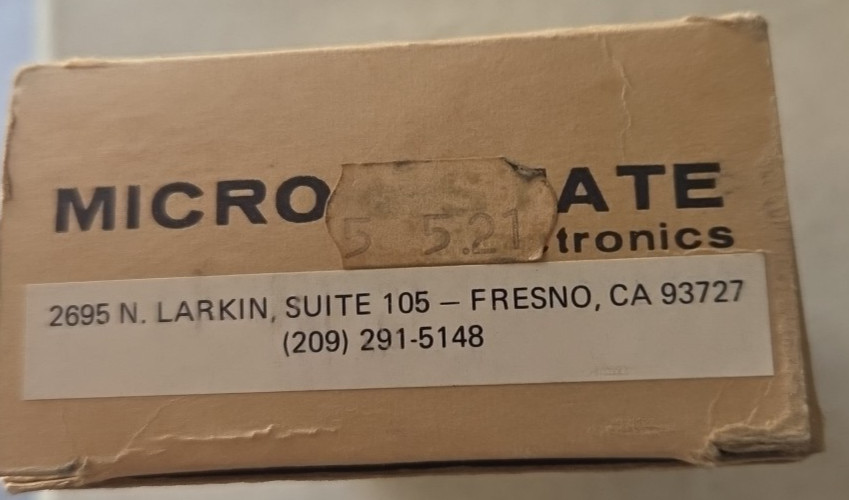 MICRO ATE
tronics
5 5.21
2695 N. LARKIN, SUITE 105 – FRESNO, CA 93727
(209) 291-5148